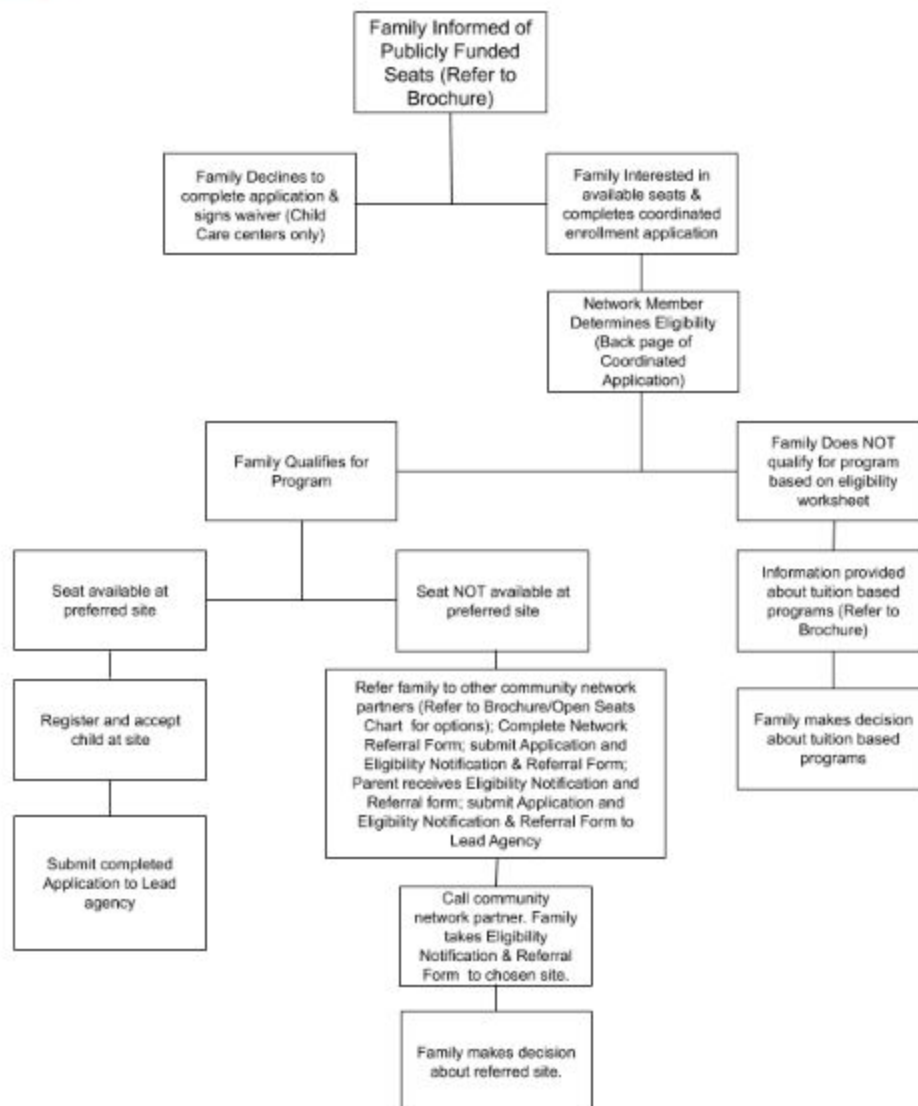 Family Informed of
Publicly Funded
Seats (Refer to
Brochure)
Family Declines to
complete application &
signs waiver (Child
Care centers only)
Family Interested in
available seats &
completes coordinated
enrollment application
Network Member
Determines Eligibility
(Back page of
Coordinated
Application)
Family Qualifies for
Program
Family Does NOT
qualify for program
based on eligibility
worksheet
Seat available at
preferred site
Seat NOT available at
preferred site
Information provided
about tuition based
programs (Refer to
Brochure)
Register and accept
child at site
Refer family to other community network
partners (Refer to Brochure/Open Seats
Chart for options); Complete Network
Referral Form; submit Application and
Eligibility Notification & Referral Form;
Parent receives Eligibility Notification and
Referral form; submit Application and
Eligibility Notification & Referral Form to
Lead Agency
Family makes decision
about tuition based
programs
Submit completed
Application to Lead
agency
Call community
network partner. Family
takes Eligibility
Notification & Referral
Form to chosen site.
Family makes decision
about referred site.